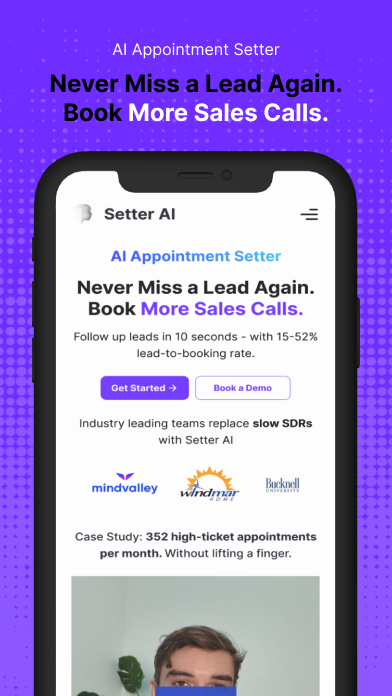 AI Appointment Setter
Never Miss a Lead Again.
Book More Sales Calls.
Setter AI
AI Appointment Setter
Never Miss a Lead Again.
Book More Sales Calls.
Follow up leads in 10 seconds - with 15-52%
lead-to-booking rate.
Get Started →
Book a Demo
Industry leading teams replace slow SDRs
with Setter AI
mindvalley
windmar
HOME
Bucknell
UNIVERSITY
Case Study: 352 high-ticket appointments
per month. Without lifting a finger.